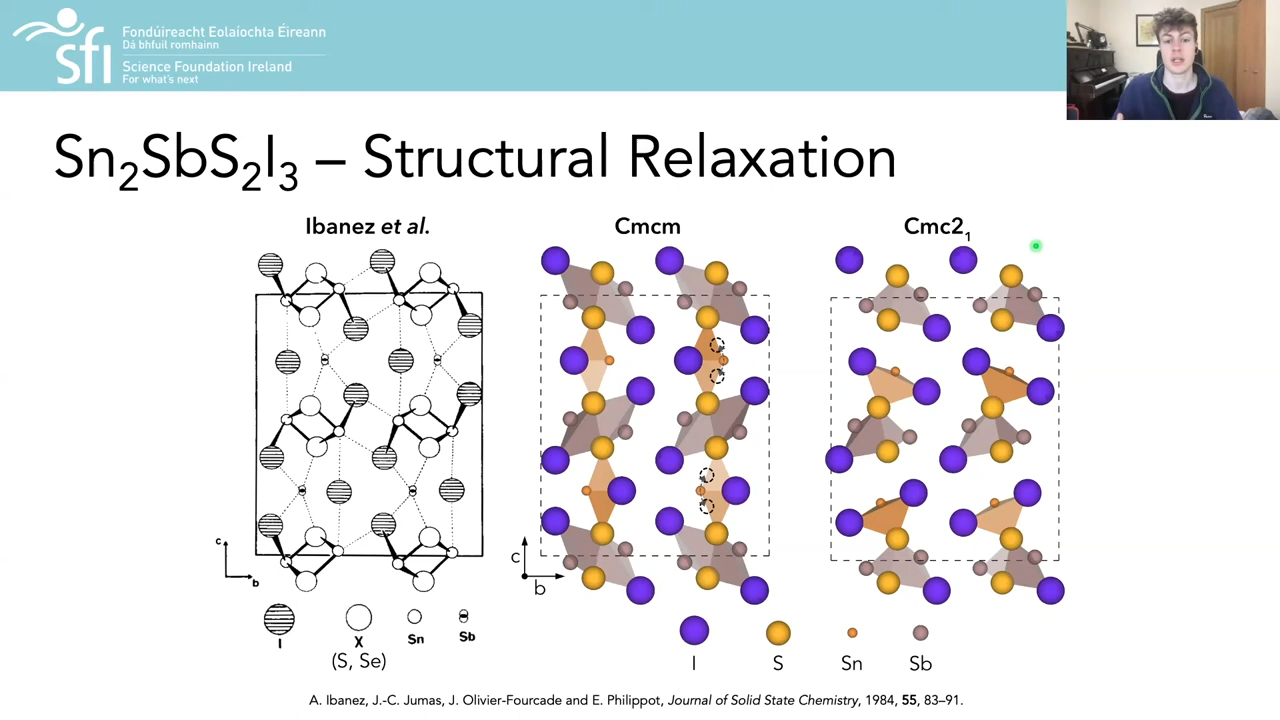 sfi
Fondúireacht Eolaíochta Éireann
Dá bhfuil romhainn
Science Foundation Ireland
For what's next
Sn₂SbS₂I₃ – Structural Relaxation
Ibanez et al.
Cmcm
Cmc2₁
c
b
c
b
I
X
Sn
Sb
(S, Se)
I
S
Sn
Sb
A. Ibanez, J.-C. Jumas, J. Olivier-Fourcade and E. Philippot, Journal of Solid State Chemistry, 1984, 55, 83–91.